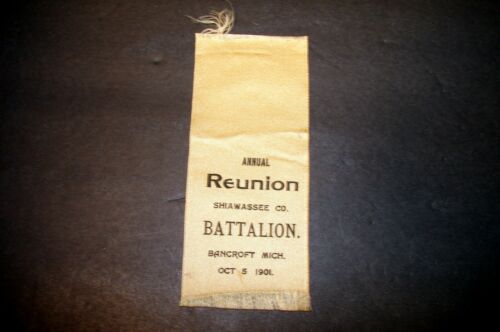 ANNUAL
Reunion
SHIAWASSEE CO.
BATTALION.
BANCROFT MICH.
OCT 5 1901.